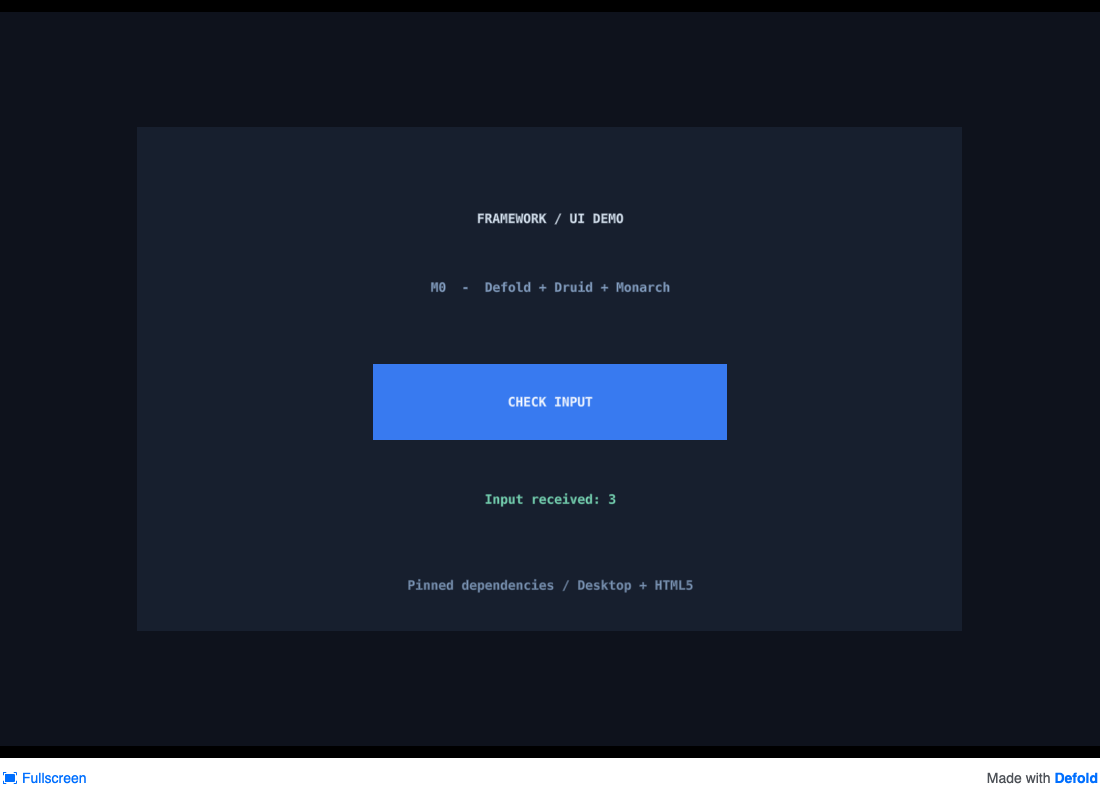 FRAMEWORK / UI DEMO
M0 - Defold + Druid + Monarch
CHECK INPUT
Input received: 3
Pinned dependencies / Desktop + HTML5
Fullscreen
Made with Defold